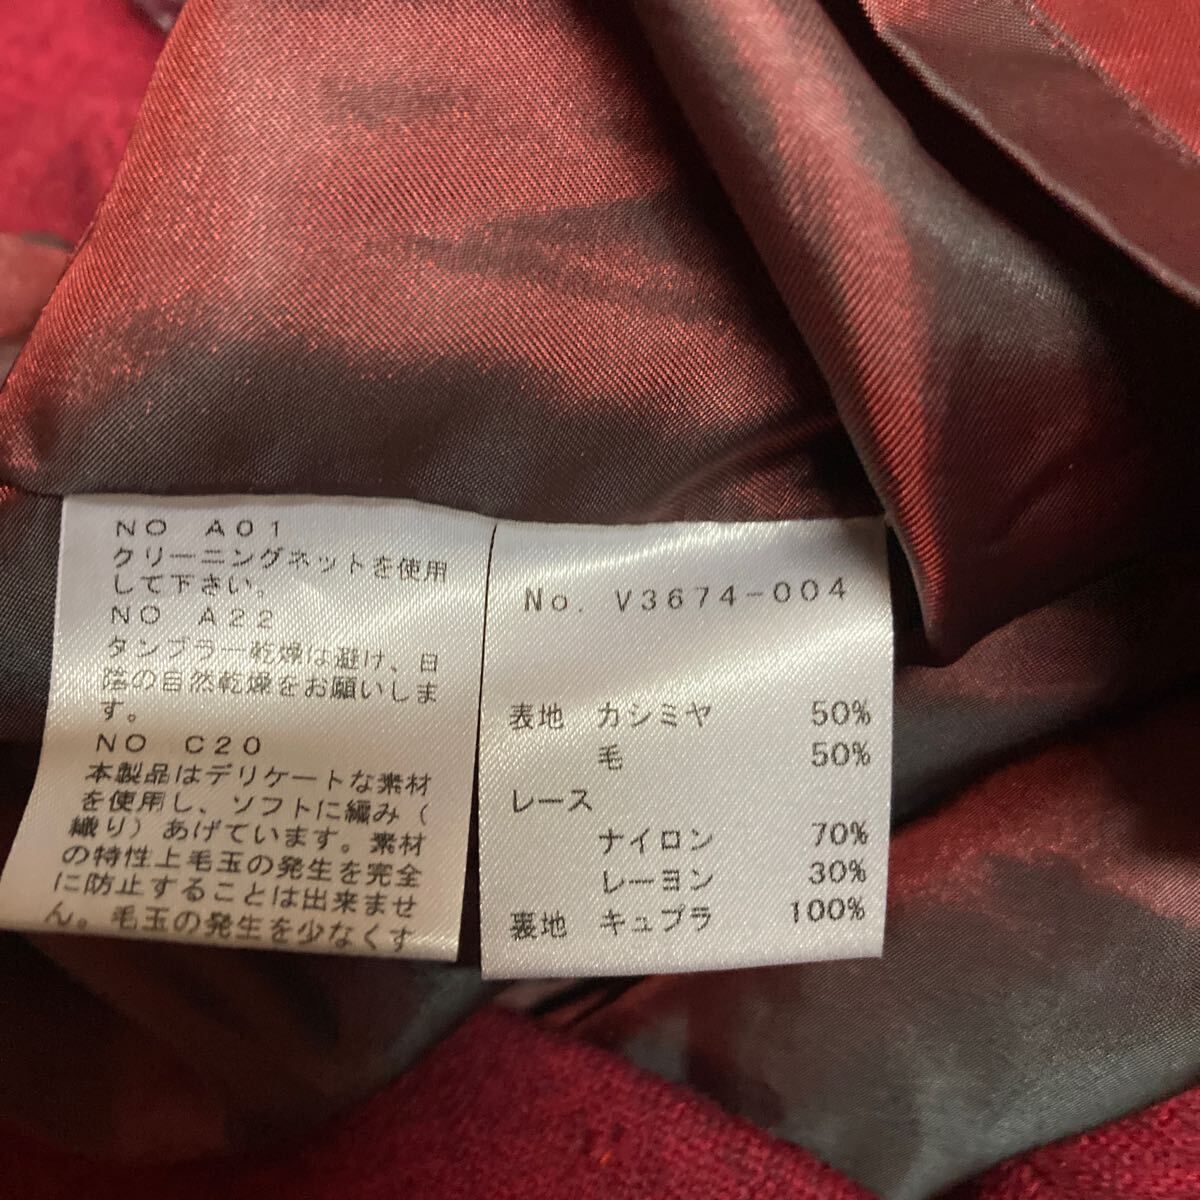 NO A01
クリーニングネットを使用
して下さい。
NO A22
タンブラー乾燥は避け、日
陰の自然乾燥をお願いしま
す。
NO C20
本製品はデリケートな素材
を使用し、ソフトに編み（
織り）あげています。素材
の特性上毛玉の発生を完全
に防止することは出来ませ
ん。毛玉の発生を少なくす
No. V3674-004
表地 カシミヤ 50%
毛 50%
レース
ナイロン 70%
レーヨン 30%
裏地 キュプラ 100%